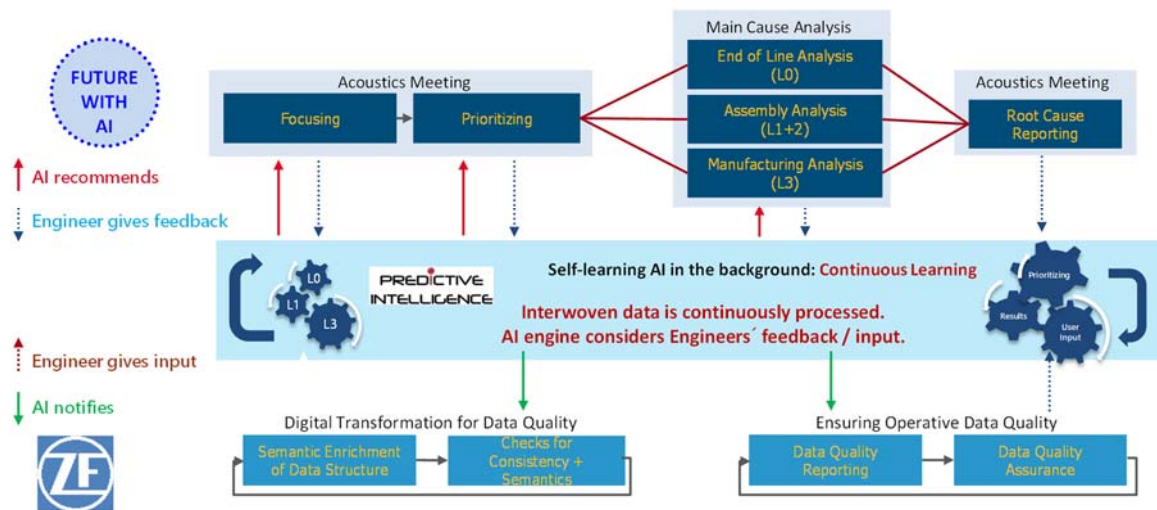 FUTURE
WITH
AI
AI recommends
Engineer gives feedback
Engineer gives input
AI notifies
ZF
Acoustics Meeting
Focusing
Prioritizing
Main Cause Analysis
End of Line Analysis
(L0)
Assembly Analysis
(L1+2)
Manufacturing Analysis
(L3)
Acoustics Meeting
Root Cause
Reporting
L0
L1
L3
PREDICTIVE
INTELLIGENCE
Self-learning AI in the background: Continuous Learning
Interwoven data is continuously processed.
AI engine considers Engineers´ feedback / input.
Prioritizing
Results
User
Input
Digital Transformation for Data Quality
Semantic Enrichment
of Data Structure
Checks for
Consistency +
Semantics
Ensuring Operative Data Quality
Data Quality
Reporting
Data Quality
Assurance